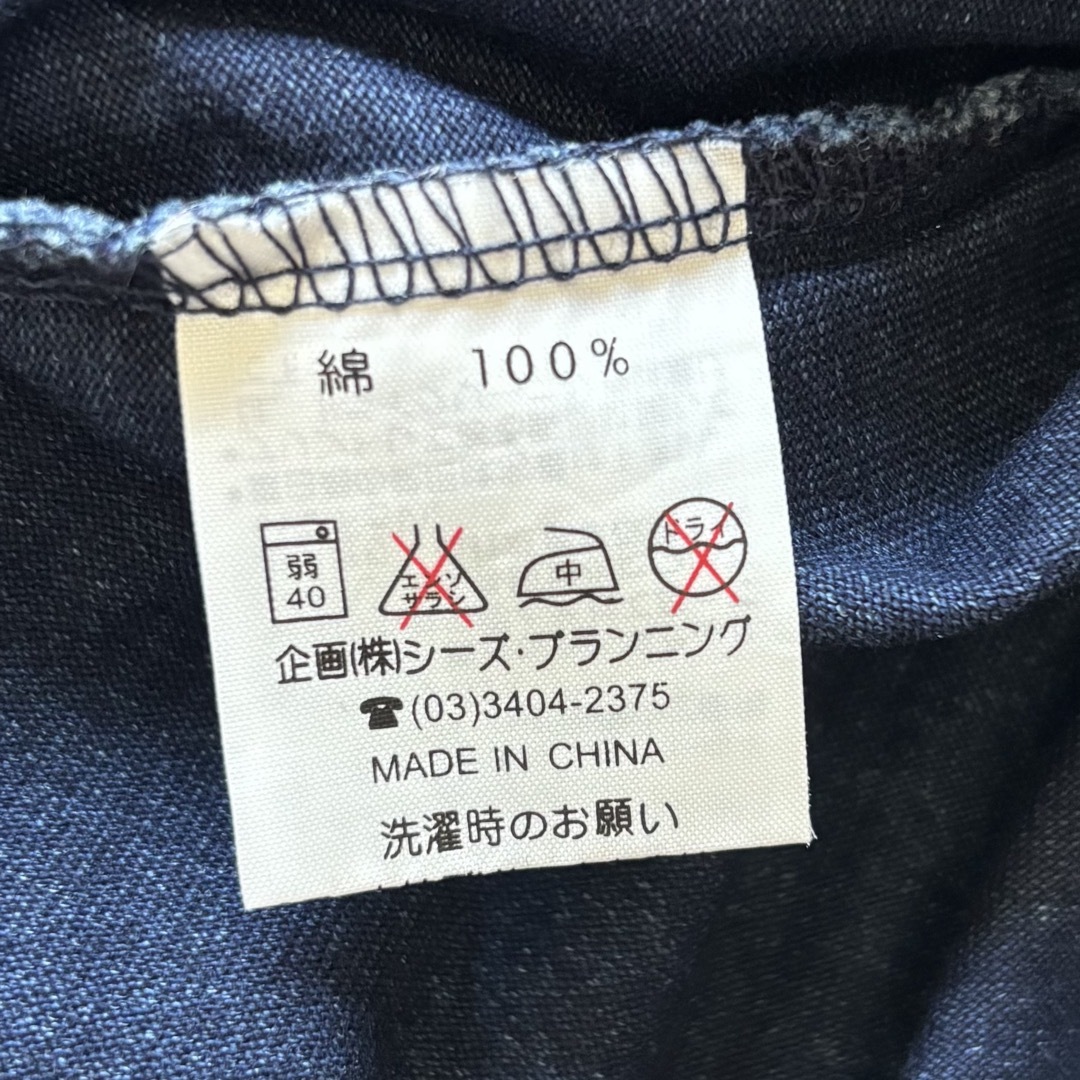 綿 100%
弱 エンソ 中 ドライ
40 サラシ
企画(株)シーズ・プランニング
☎(03)3404-2375
MADE IN CHINA
洗濯時のお願い